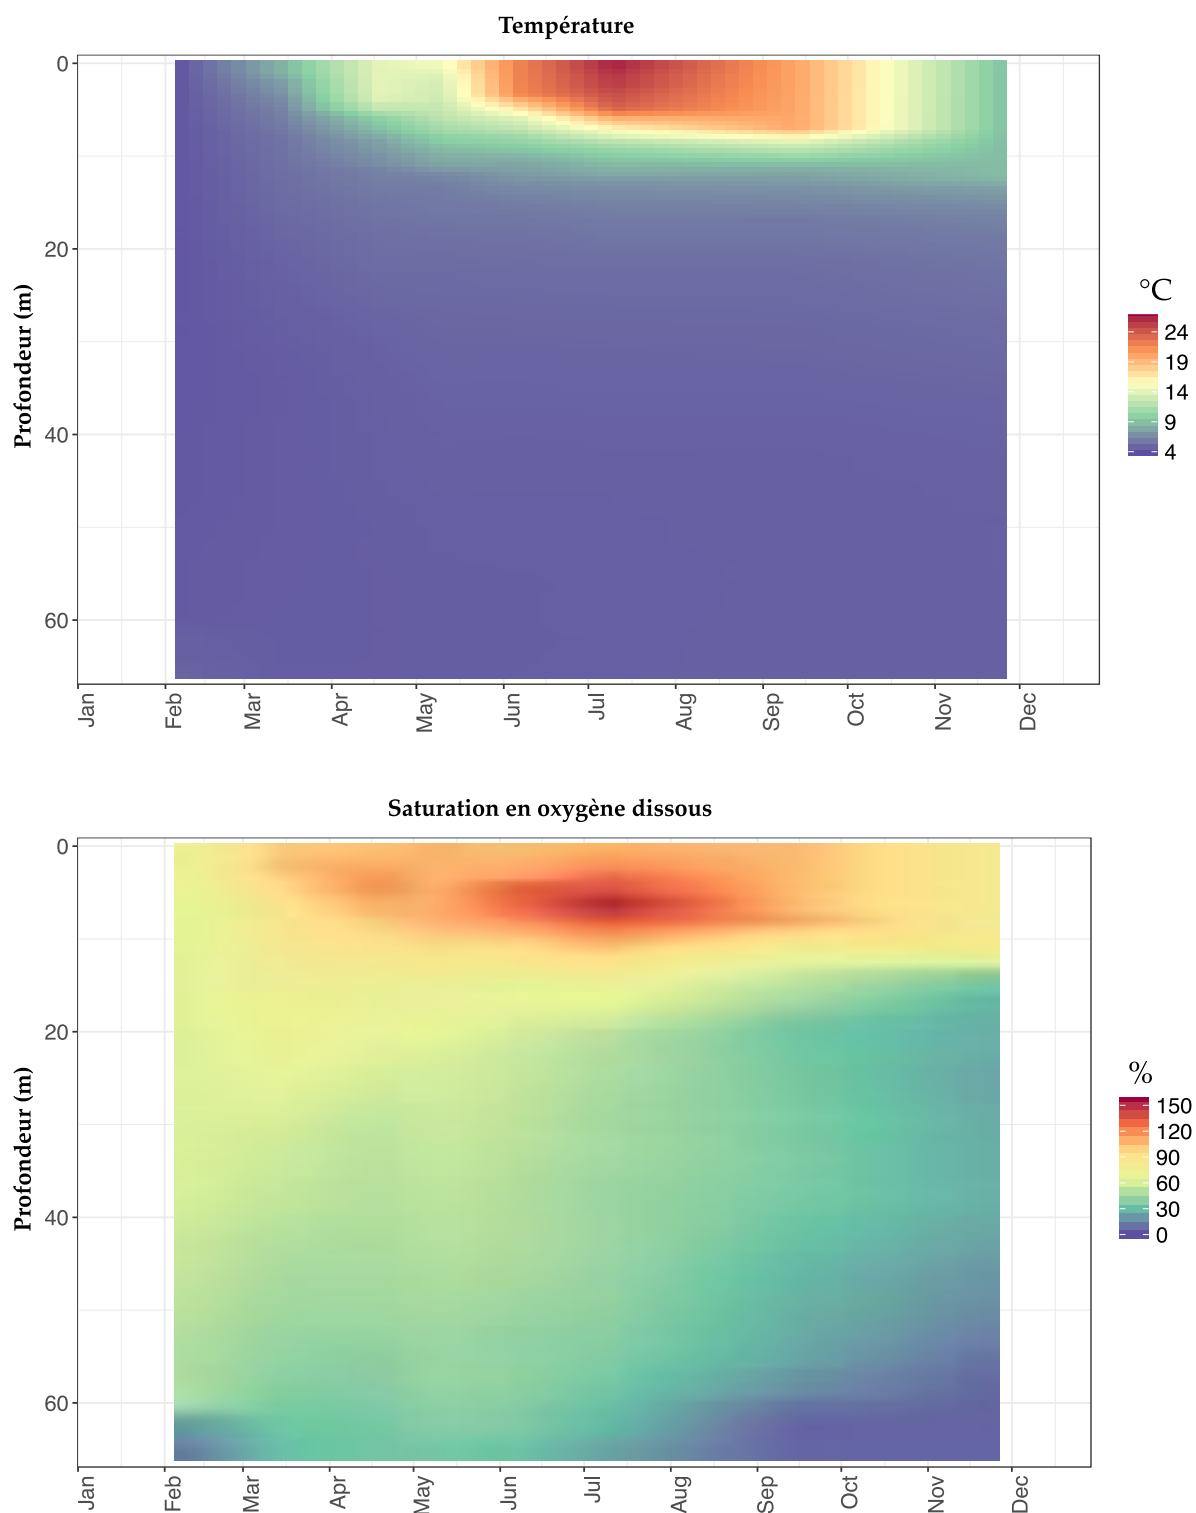 Température
0
20
40
60
Profondeur (m)
Jan Feb Mar Apr May Jun Jul Aug Sep Oct Nov Dec
°C
24
19
14
9
4
Saturation en oxygène dissous
0
20
40
60
Profondeur (m)
Jan Feb Mar Apr May Jun Jul Aug Sep Oct Nov Dec
%
150
120
90
60
30
0